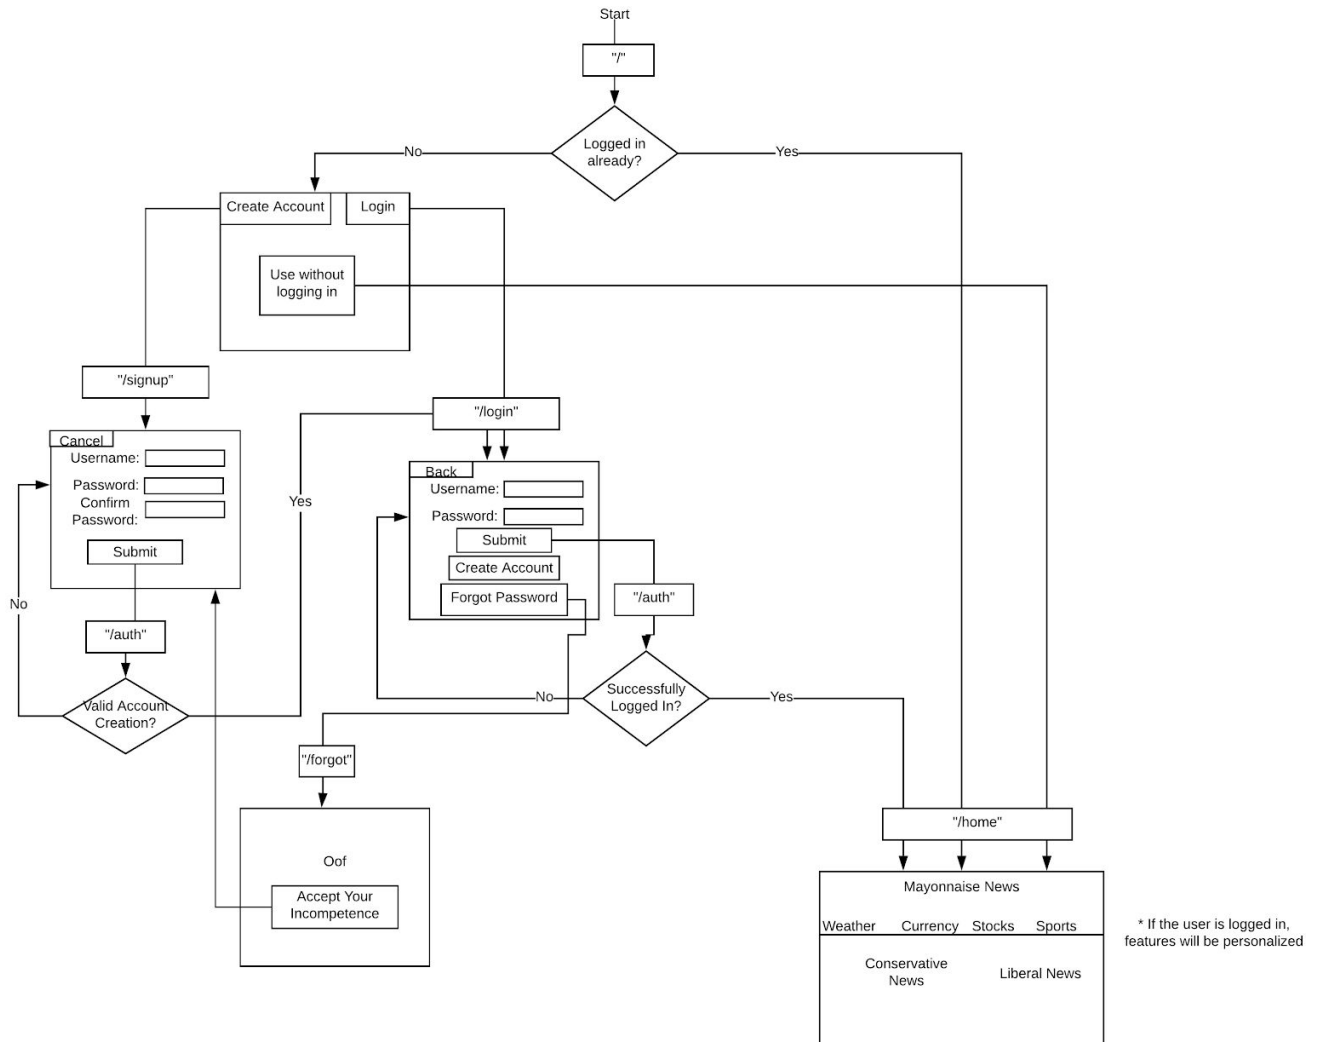 Start
"/"
Logged in
already?
No
Yes
Create Account
Login
Use without
logging in
"/signup"
"/login"
Cancel
Username:
Password:
Confirm
Password:
Submit
Yes
Back
Username:
Password:
Submit
Create Account
Forgot Password
"/auth"
No
"/auth"
Valid Account
Creation?
Successfully
Logged In?
No
Yes
"/forgot"
Oof
Accept Your
Incompetence
"/home"
Mayonnaise News
Weather Currency Stocks Sports
Conservative
News
Liberal News
* If the user is logged in,
features will be personalized